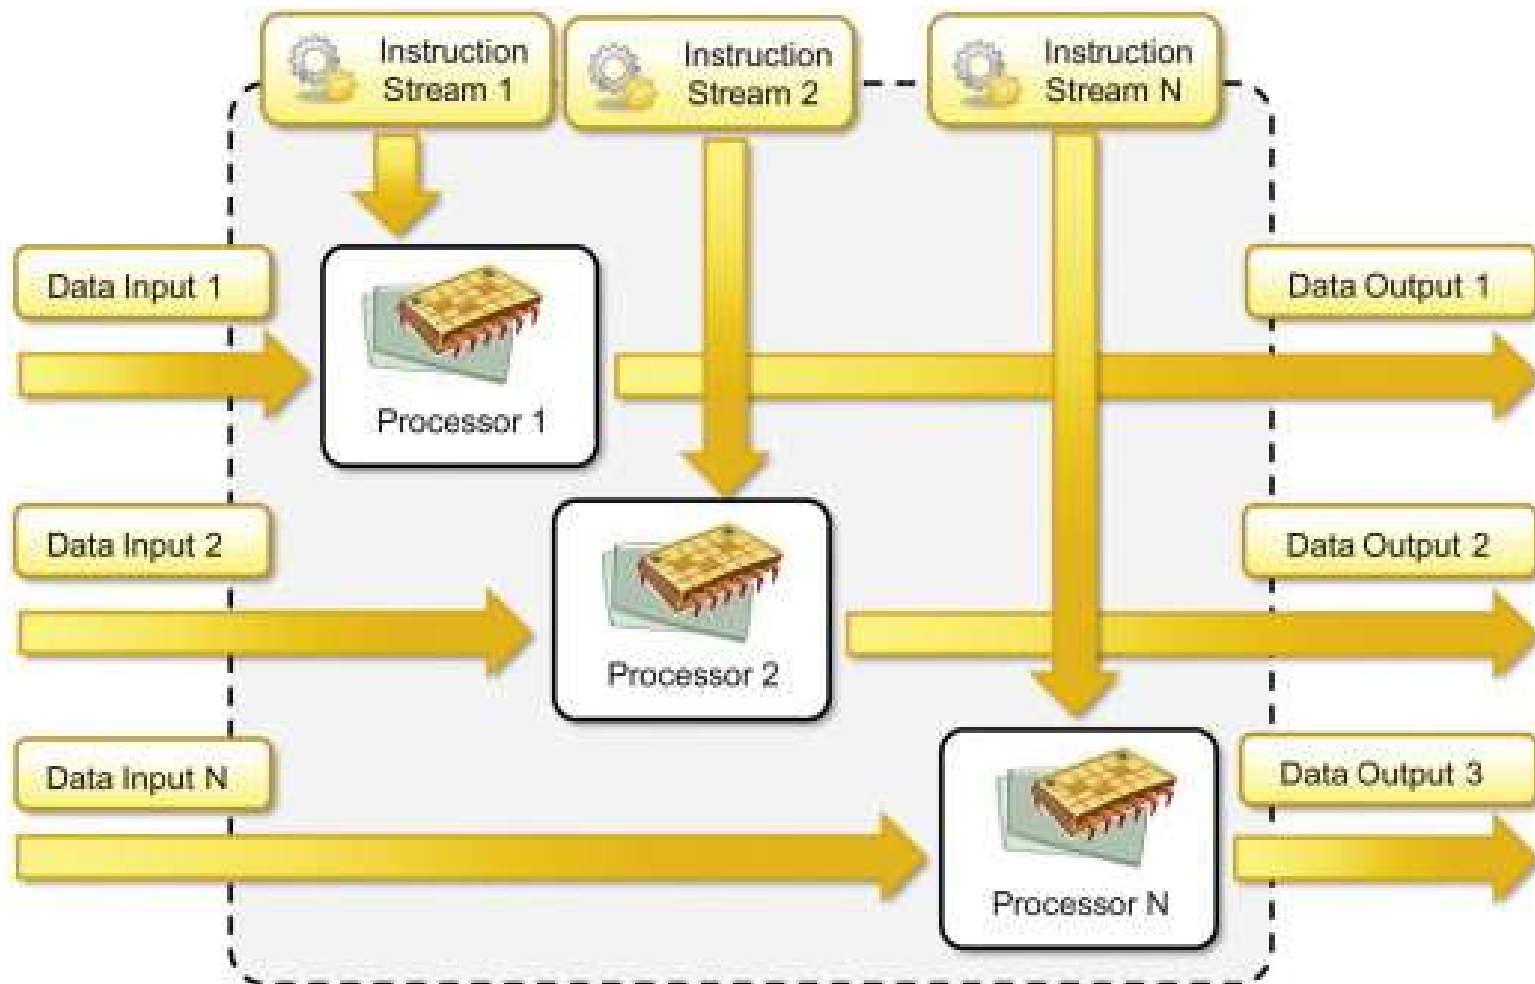 Instruction
Stream 1
Instruction
Stream 2
Instruction
Stream N
Data Input 1
Data Output 1
Processor 1
Data Input 2
Data Output 2
Processor 2
Data Input N
Data Output 3
Processor N